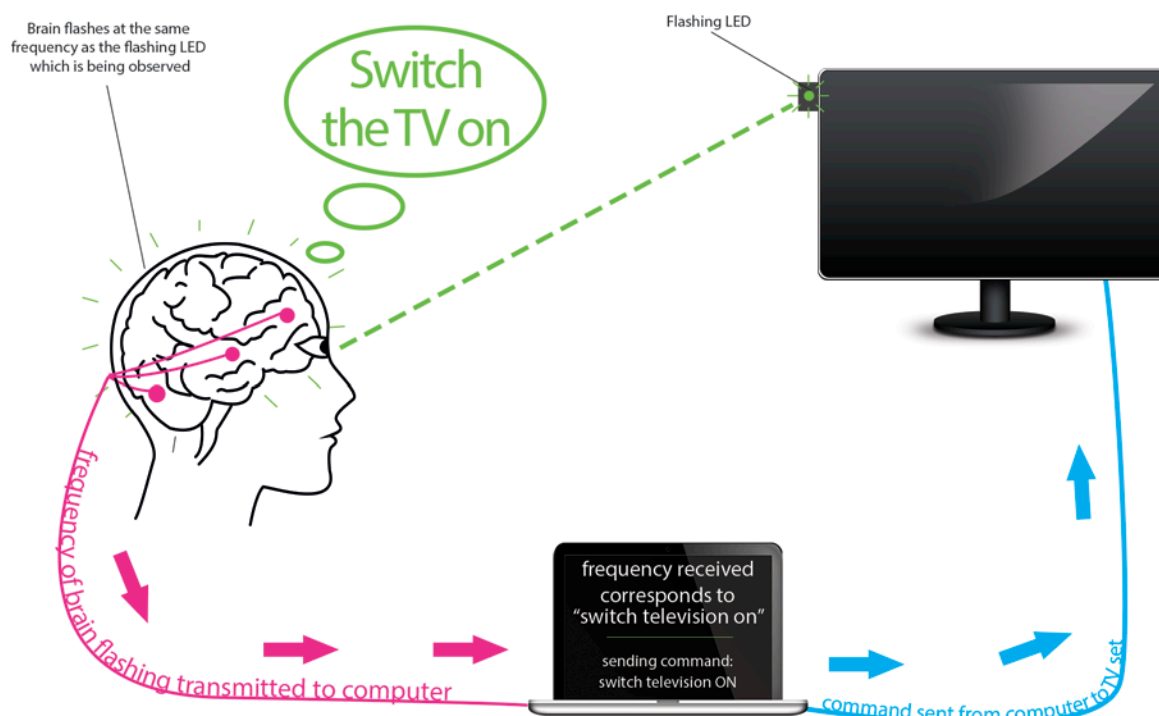 Brain flashes at the same
frequency as the flashing LED
which is being observed
Flashing LED
Switch
the TV on
frequency of brain flashing transmitted to computer
frequency received
corresponds to
“switch television on”
sending command:
switch television ON
command sent from computer to TV set